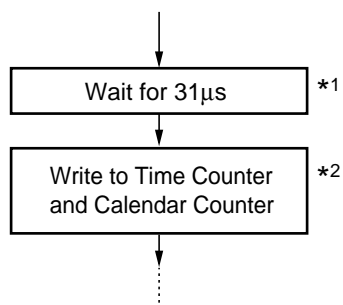 Wait for 31μs
*1
Write to Time Counter
and Calendar Counter
*2